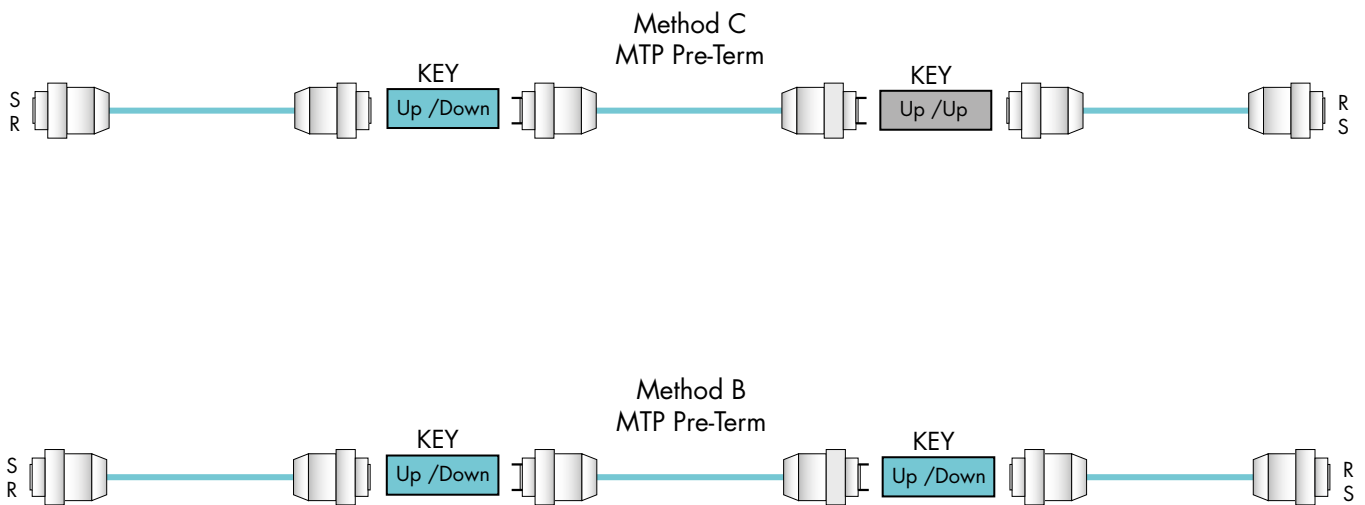 Method C
MTP Pre-Term
KEY
KEY
S
R
Up /Down
Up /Up
R
S
Method B
MTP Pre-Term
KEY
KEY
S
R
Up /Down
Up /Down
R
S